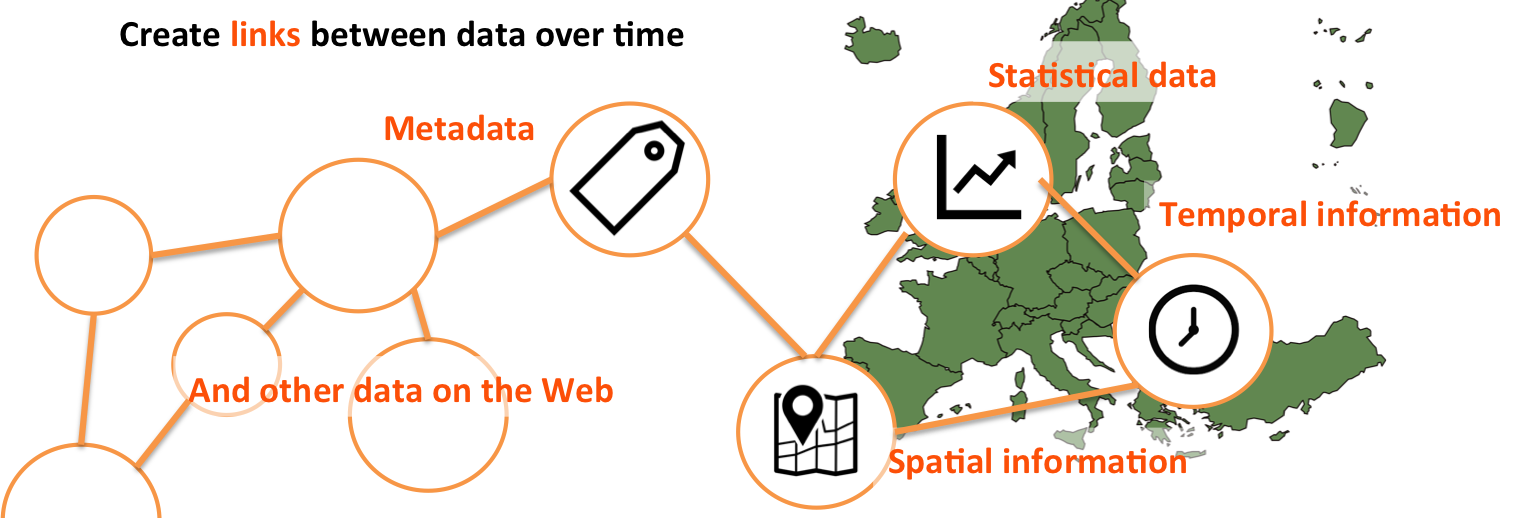 Create links between data over time
Statistical data
Metadata
Temporal information
And other data on the Web
Spatial information